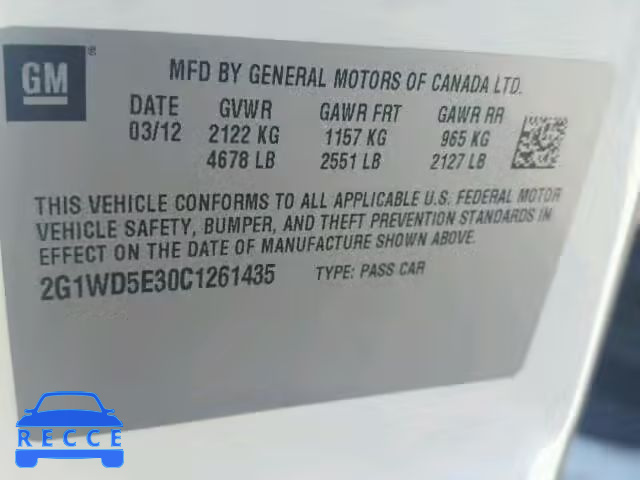 GM ®
MFD BY GENERAL MOTORS OF CANADA LTD.
DATE GVWR GAWR FRT GAWR RR
03/12 2122 KG 1157 KG 965 KG
4678 LB 2551 LB 2127 LB
THIS VEHICLE CONFORMS TO ALL APPLICABLE U.S. FEDERAL MOTOR
VEHICLE SAFETY, BUMPER, AND THEFT PREVENTION STANDARDS IN
EFFECT ON THE DATE OF MANUFACTURE SHOWN ABOVE.
2G1WD5E30C1261435 TYPE: PASS CAR
RECCE